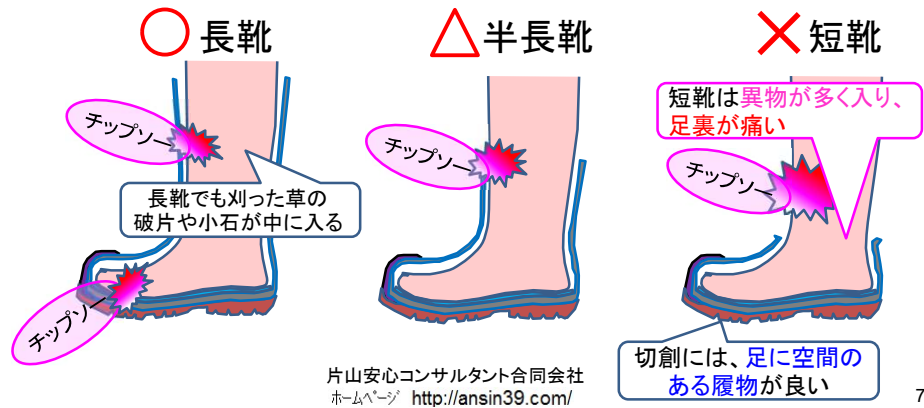 ○長靴
△半長靴
×短靴
チップソー
長靴でも刈った草の
破片や小石が中に入る
チップソー
チップソー
短靴は異物が多く入り、
足裏が痛い
チップソー
切創には、足に空間の
ある履物が良い
片山安心コンサルタント合同会社
ホームページ http://ansin39.com/
7